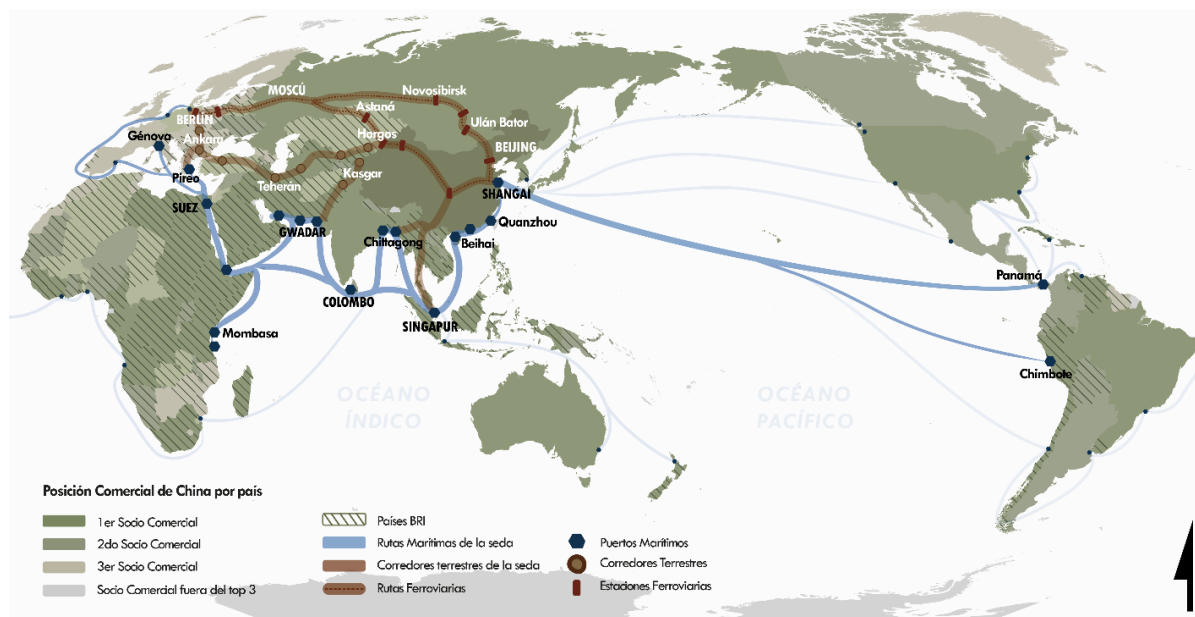 MOSCÚ
Novosibirsk
Astaná
Ulán Bator
BERLÍN
Génova
Ankara
Horgos
BEIJING
Kasgar
Pireo
Teherán
SHANGAI
SUEZ
GWADAR
Quanzhou
Chittagong
Beihai
Panamá
COLOMBO
SINGAPUR
Mombasa
Chimbote
OCÉANO
ÍNDICO
OCÉANO
PACÍFICO
Posición Comercial de China por país
1er Socio Comercial
2do Socio Comercial
3er Socio Comercial
Socio Comercial fuera del top 3
Países BRI
Rutas Marítimas de la seda
Corredores terrestres de la seda
Rutas Ferroviarias
Puertos Marítimos
Corredores Terrestres
Estaciones Ferroviarias